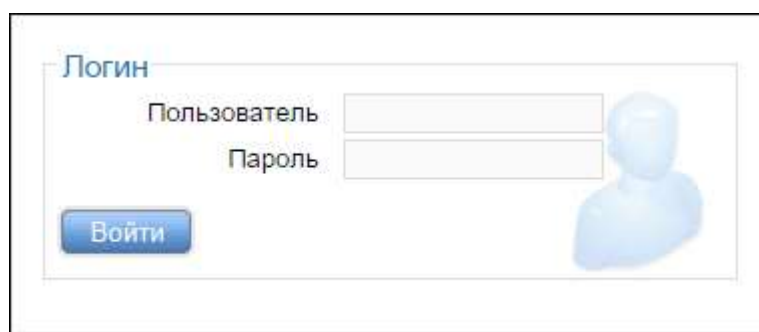 Логин
Пользователь
Пароль
Войти